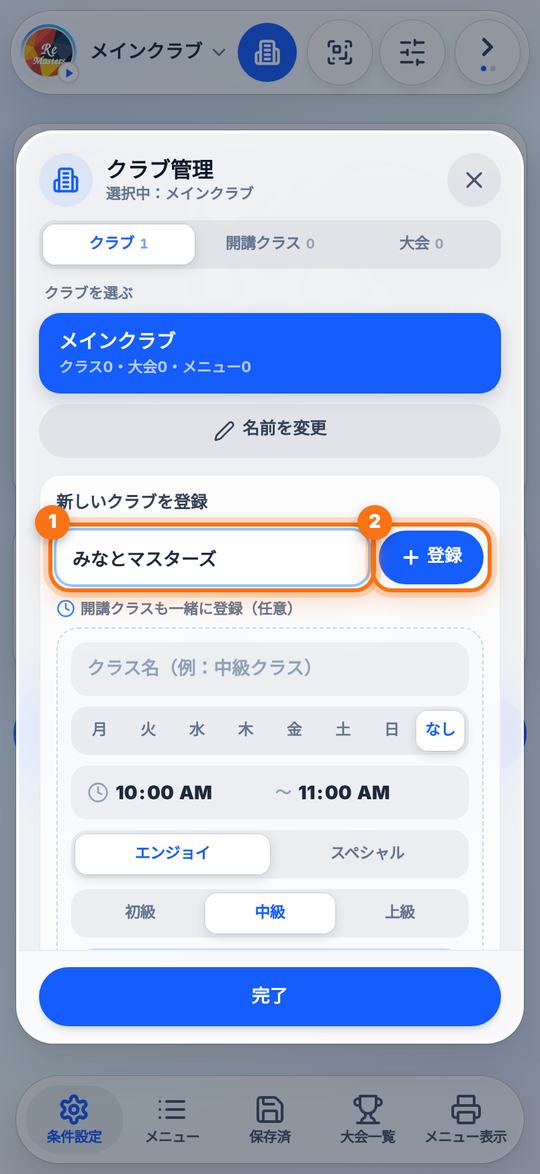 Re
Masters
メインクラブ
クラブ管理
選択中：メインクラブ
クラブ 1
開講クラス 0
大会 0
クラブを選ぶ
メインクラブ
クラス0・大会0・メニュー0
名前を変更
新しいクラブを登録
1
2
みなとマスターズ
＋ 登録
開講クラスも一緒に登録（任意）
クラス名（例：中級クラス）
月 火 水 木 金 土 日 なし
10:00 AM 〜 11:00 AM
エンジョイ スペシャル
初級 中級 上級
完了
条件設定 メニュー 保存済 大会一覧 メニュー表示